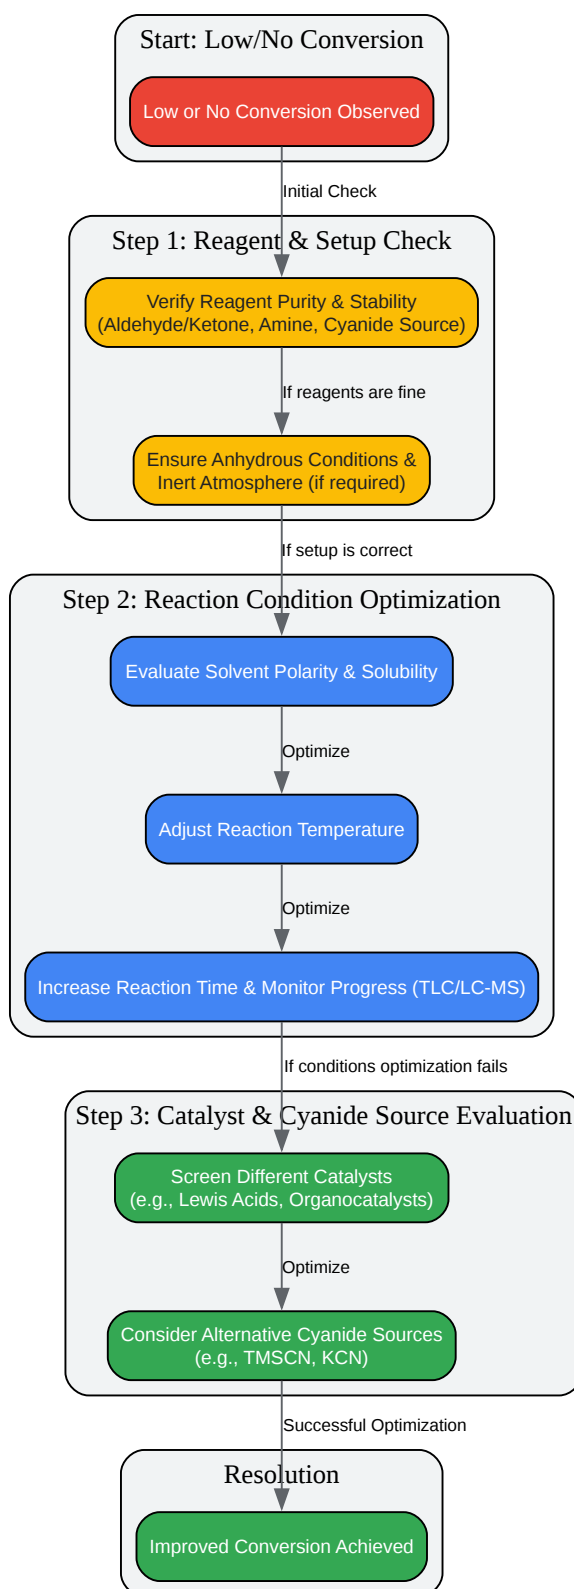 Start: Low/No Conversion
Low or No Conversion Observed
Initial Check
Step 1: Reagent & Setup Check
Verify Reagent Purity & Stability
(Aldehyde/Ketone, Amine, Cyanide Source)
If reagents are fine
Ensure Anhydrous Conditions &
Inert Atmosphere (if required)
If setup is correct
Step 2: Reaction Condition Optimization
Evaluate Solvent Polarity & Solubility
Optimize
Adjust Reaction Temperature
Optimize
Increase Reaction Time & Monitor Progress (TLC/LC-MS)
If conditions optimization fails
Step 3: Catalyst & Cyanide Source Evaluation
Screen Different Catalysts
(e.g., Lewis Acids, Organocatalysts)
Optimize
Consider Alternative Cyanide Sources
(e.g., TMSCN, KCN)
Successful Optimization
Resolution
Improved Conversion Achieved